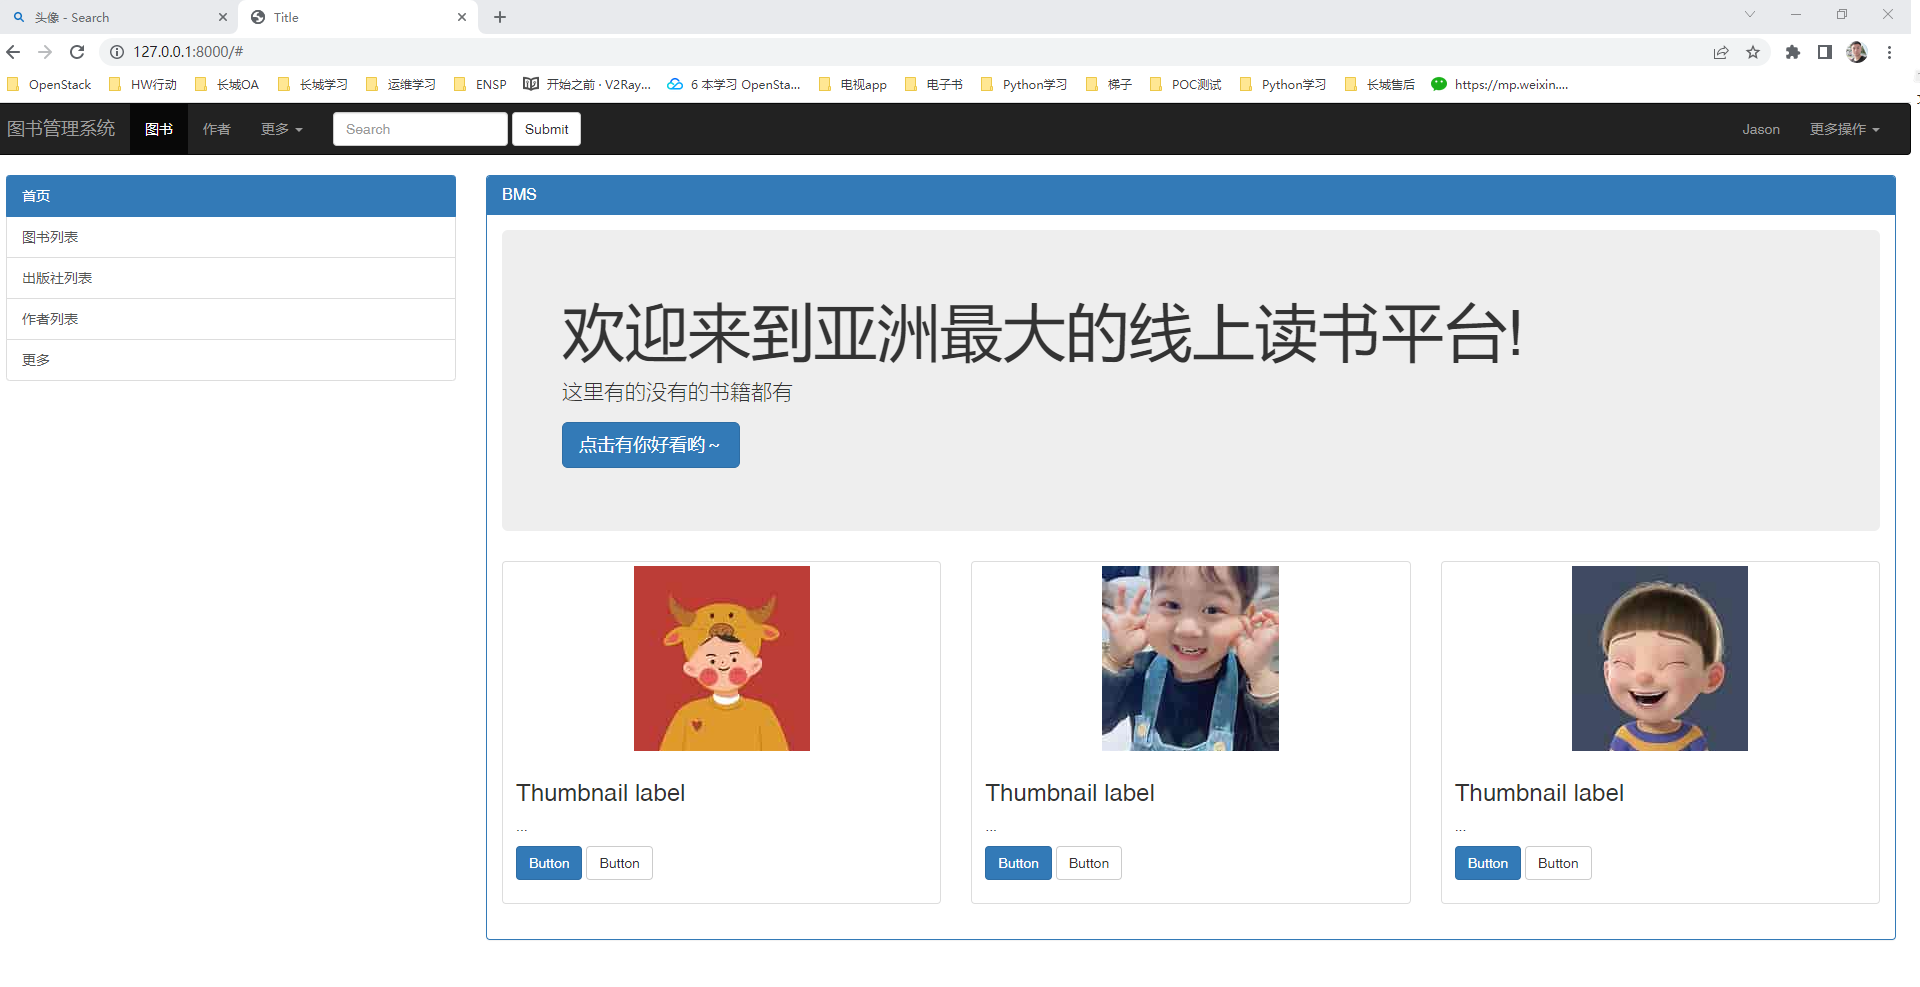 头像 - Search
Title
127.0.0.1:8000/#
OpenStack HW行动 长城OA 长城学习 运维学习 ENSP 开始之前 · V2Ray... 6 本学习 OpenSta... 电视app 电子书 Python学习 梯子 POC测试 Python学习 长城售后 https://mp.weixin....
图书管理系统 图书 作者 更多 Search Submit Jason 更多操作
首页
图书列表
出版社列表
作者列表
更多
BMS
欢迎来到亚洲最大的线上读书平台!
这里有的没有的书籍都有
点击有你好看哟～
Thumbnail label
...
Button Button
Thumbnail label
...
Button Button
Thumbnail label
...
Button Button